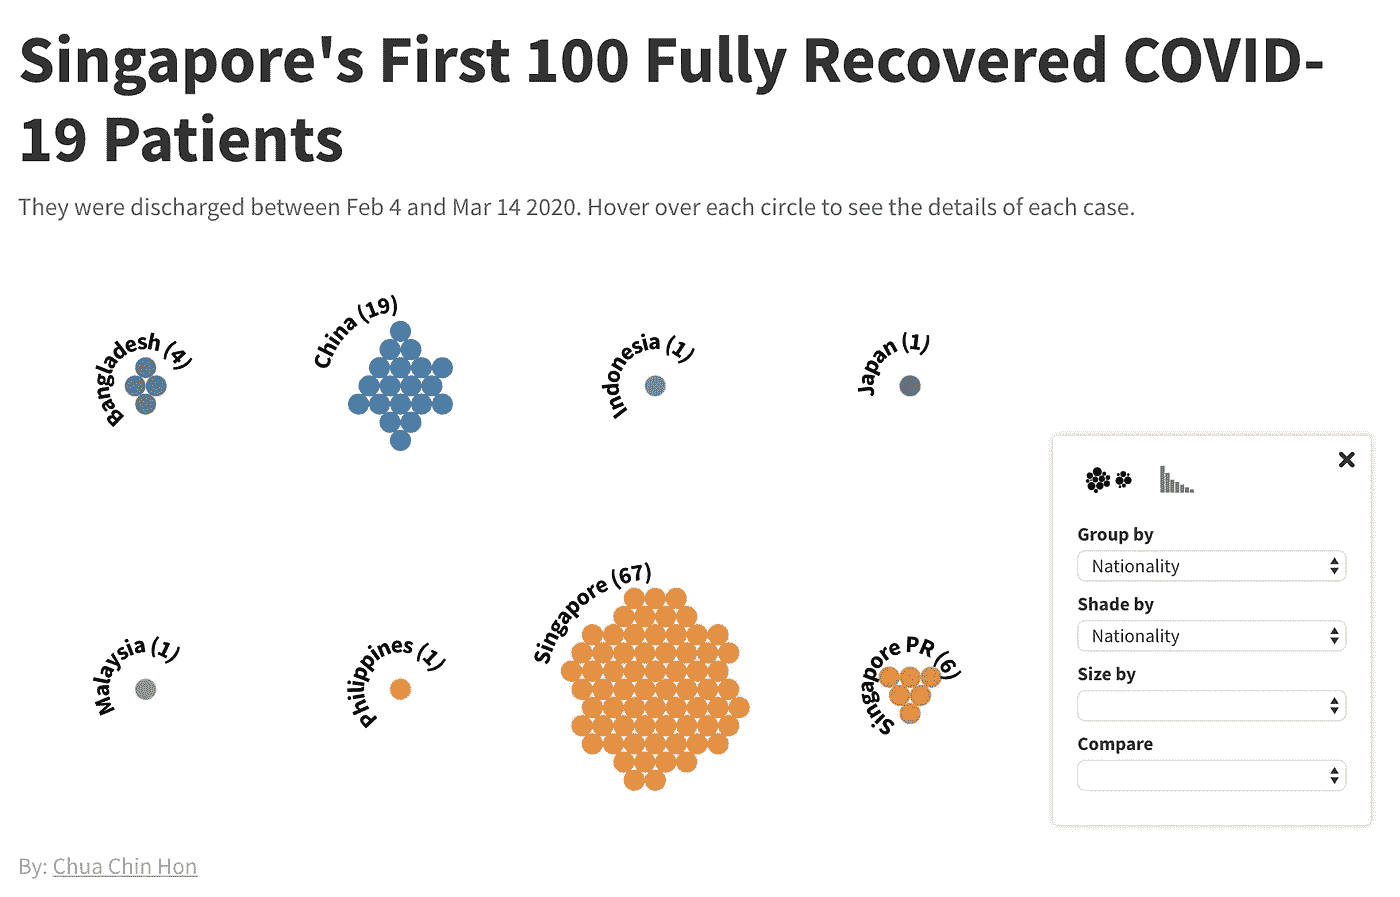 Singapore's First 100 Fully Recovered COVID-
19 Patients
They were discharged between Feb 4 and Mar 14 2020. Hover over each circle to see the details of each case.
Bangladesh (4)
China (19)
Indonesia (1)
Japan (1)
Malaysia (1)
Philippines (1)
Singapore (67)
Singapore PR (6)
Group by
Nationality
Shade by
Nationality
Size by
Compare
By: Chua Chin Hon